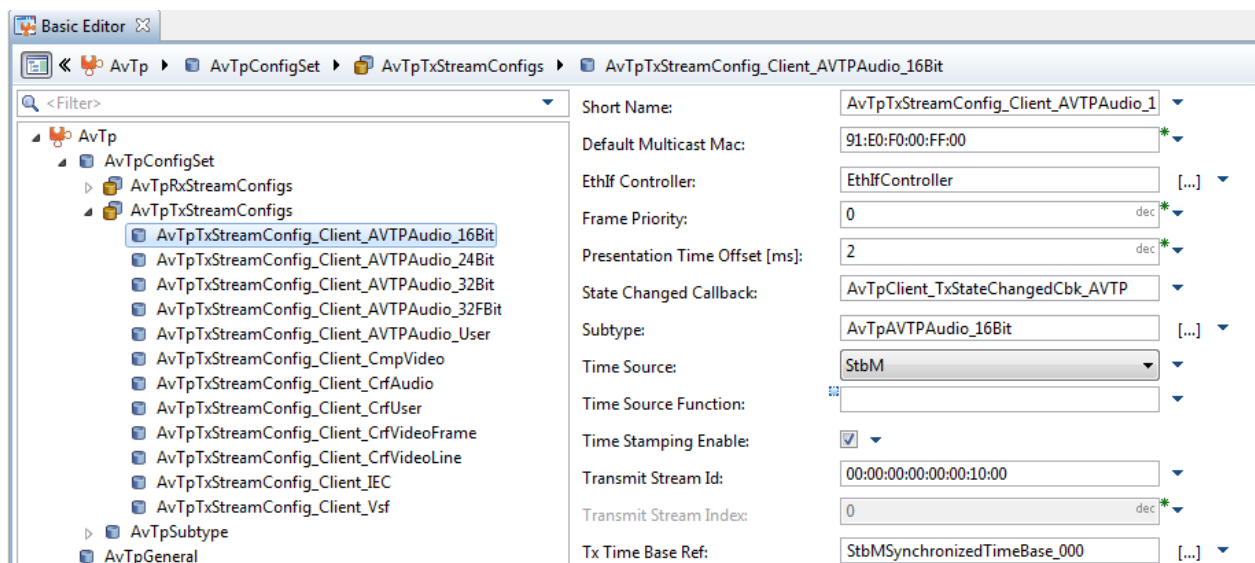 Basic Editor
AvTp AvTpConfigSet AvTpTxStreamConfigs AvTpTxStreamConfig_Client_AVTPAudio_16Bit
<Filter>
AvTp
AvTpConfigSet
AvTpRxStreamConfigs
AvTpTxStreamConfigs
AvTpTxStreamConfig_Client_AVTPAudio_16Bit
AvTpTxStreamConfig_Client_AVTPAudio_24Bit
AvTpTxStreamConfig_Client_AVTPAudio_32Bit
AvTpTxStreamConfig_Client_AVTPAudio_32FBit
AvTpTxStreamConfig_Client_AVTPAudio_User
AvTpTxStreamConfig_Client_CmpVideo
AvTpTxStreamConfig_Client_CrfAudio
AvTpTxStreamConfig_Client_CrfUser
AvTpTxStreamConfig_Client_CrfVideoFrame
AvTpTxStreamConfig_Client_CrfVideoLine
AvTpTxStreamConfig_Client_IEC
AvTpTxStreamConfig_Client_Vsf
AvTpSubtype
AvTpGeneral
Short Name: AvTpTxStreamConfig_Client_AVTPAudio_1
Default Multicast Mac: 91:E0:F0:00:FF:00
EthIf Controller: EthIfController [...]
Frame Priority: 0 dec
Presentation Time Offset [ms]: 2 dec
State Changed Callback: AvTpClient_TxStateChangedCbk_AVTP
Subtype: AvTpAVTPAudio_16Bit [...]
Time Source: StbM
Time Source Function:
Time Stamping Enable:
Transmit Stream Id: 00:00:00:00:00:00:10:00
Transmit Stream Index: 0 dec
Tx Time Base Ref: StbMSynchronizedTimeBase_000 [...]